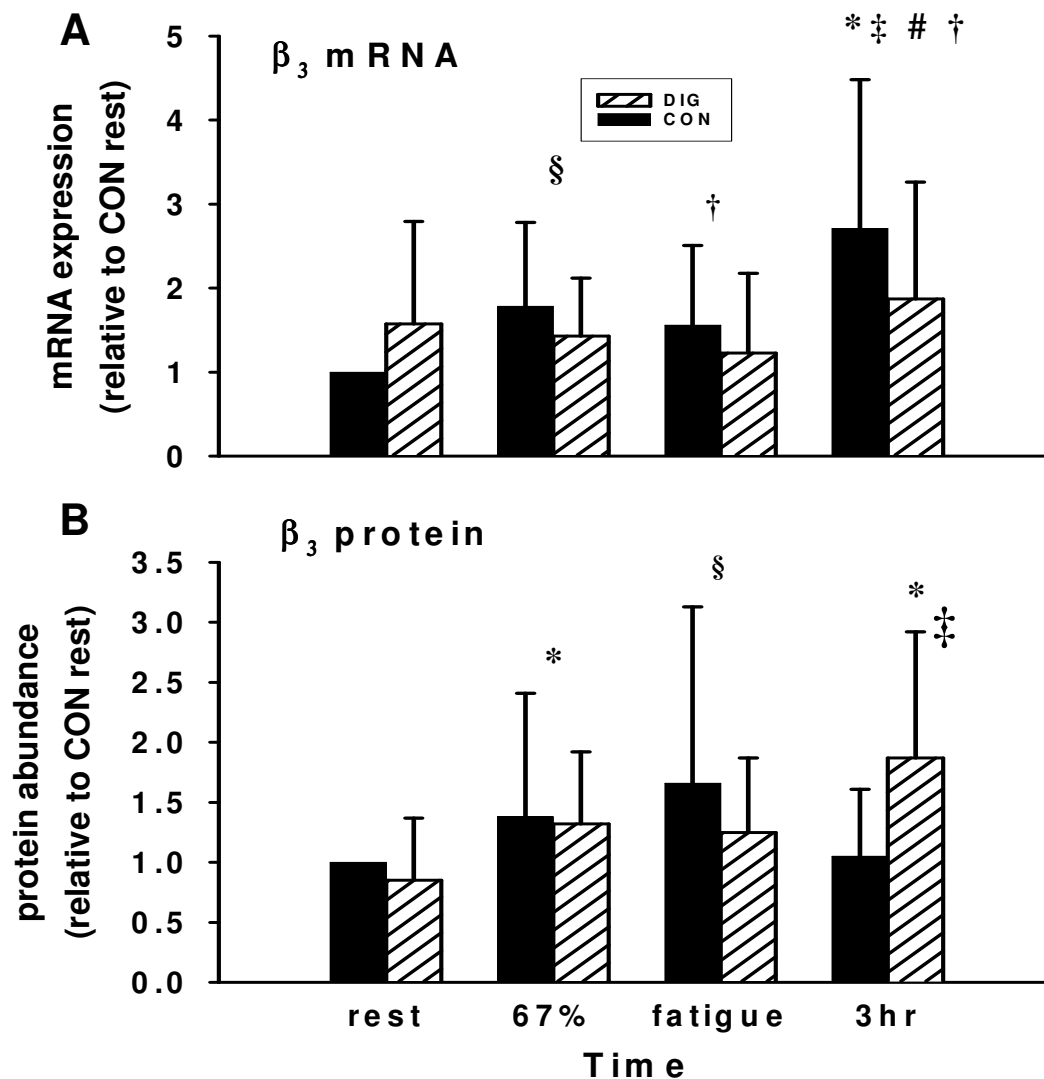 A
* ‡ # †
β₃ mRNA
DIG
CON
§
†
5
4
3
2
1
0
mRNA expression
(relative to CON rest)
B
β₃ protein
§
*
*
‡
3.5
3.0
2.5
2.0
1.5
1.0
0.5
0.0
protein abundance
(relative to CON rest)
rest 67% fatigue 3hr
Time